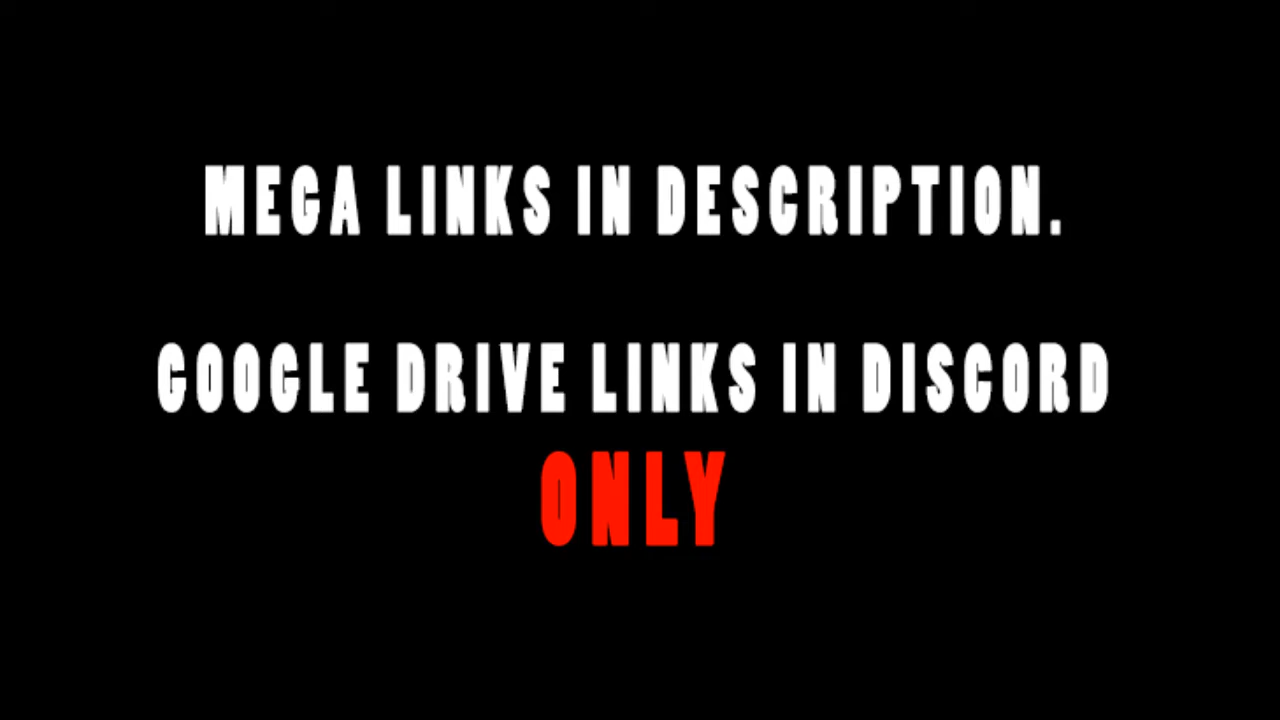 MEGA LINKS IN DESCRIPTION.
GOOGLE DRIVE LINKS IN DISCORD
ONLY